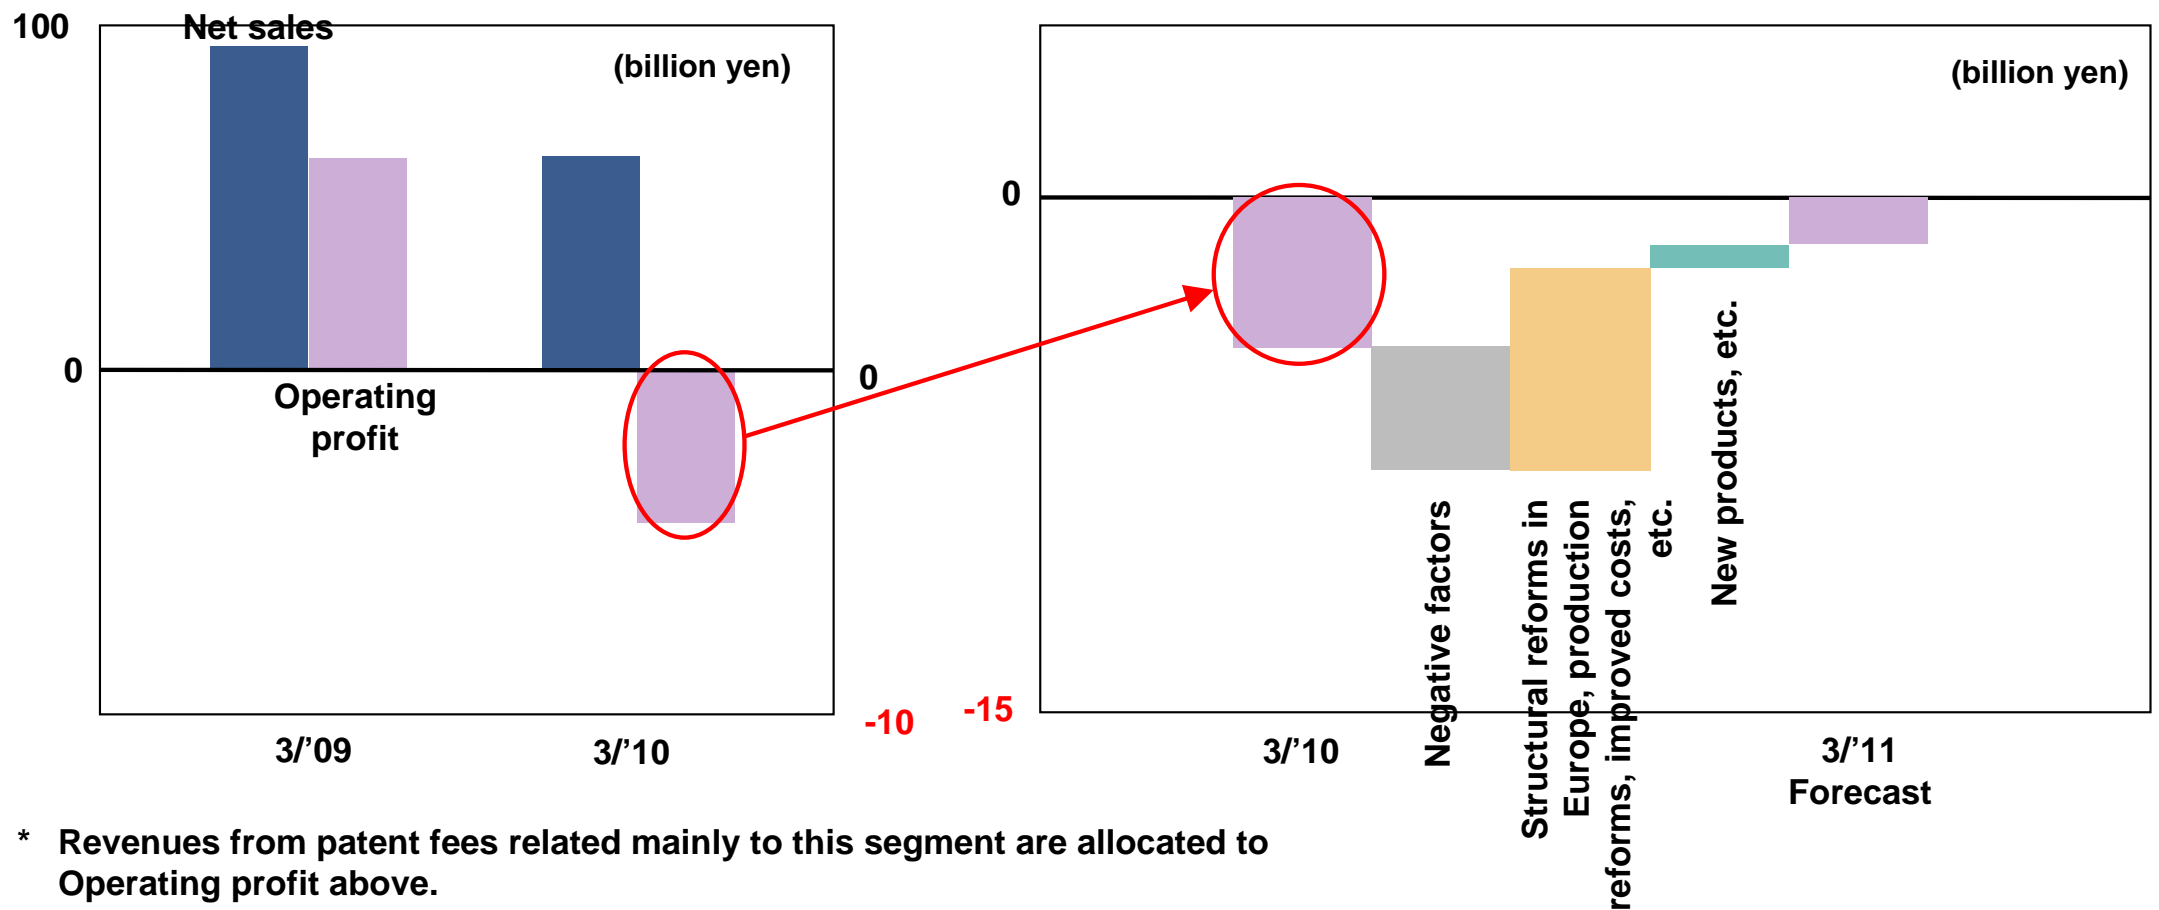 100
Net sales
(billion yen)
0
Operating
profit
0
-10
3/’09
3/’10
(billion yen)
0
-15
3/’10
Negative factors
Structural reforms in
Europe, production
reforms, improved costs,
etc.
New products, etc.
3/’11
Forecast
* Revenues from patent fees related mainly to this segment are allocated to
Operating profit above.